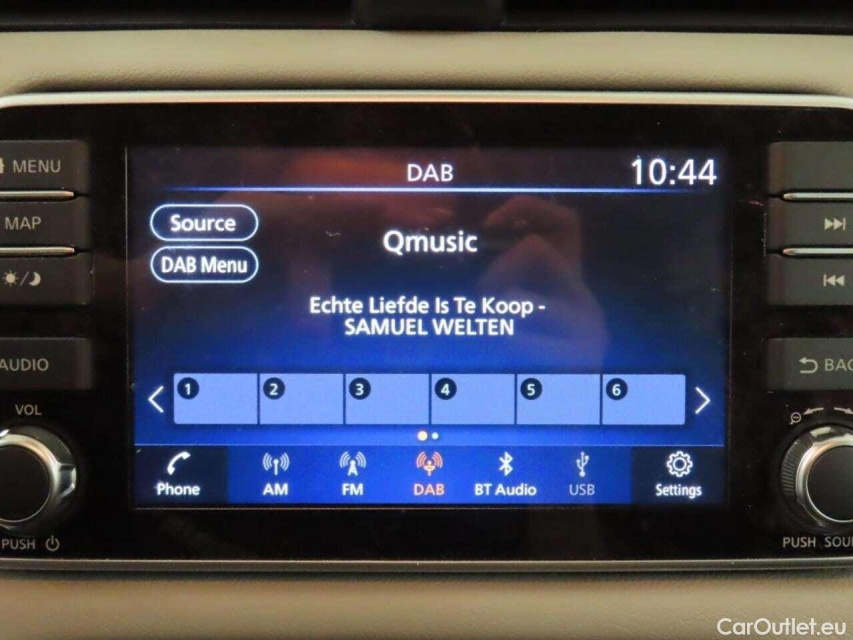 MENU
MAP
AUDIO
VOL
PUSH
DAB
10:44
Source
DAB Menu
Qmusic
Echte Liefde Is Te Koop -
SAMUEL WELTEN
1 2 3 4 5 6
Phone
AM
FM
DAB
BT Audio
USB
Settings
BAC
PUSH SOU
CarOutlet.eu